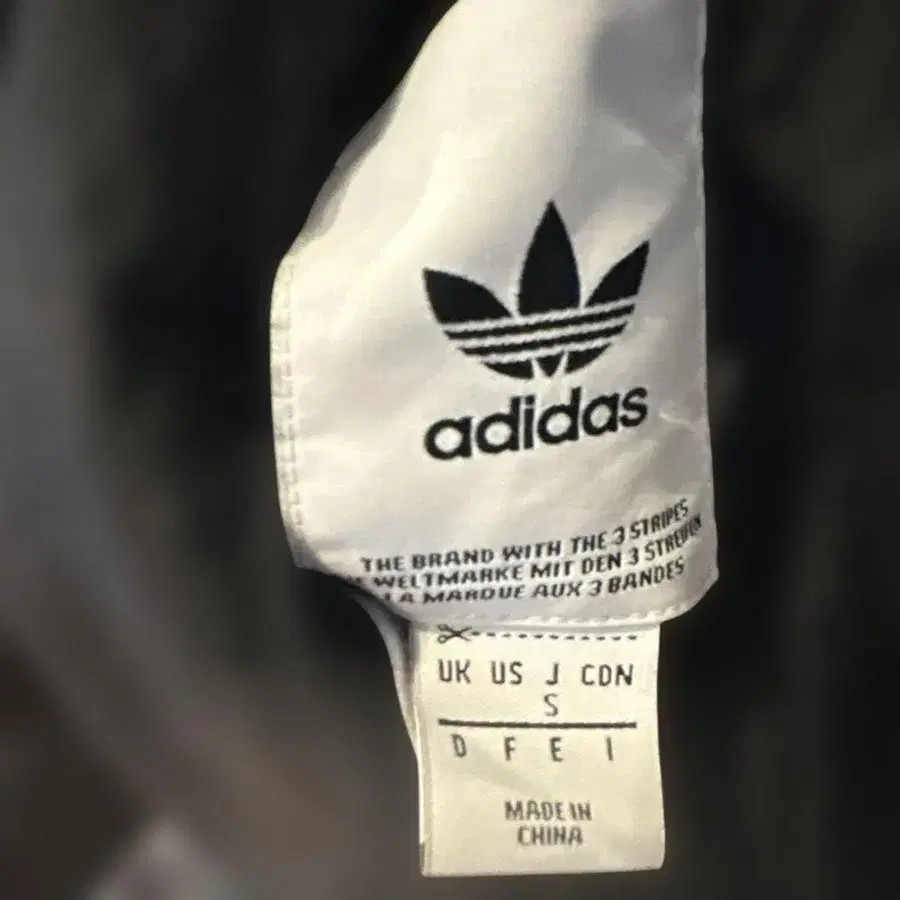 adidas
THE BRAND WITH THE 3 STRIPES
WELTMARKE MIT DEN 3 STREIFEN
LA MARQUE AUX 3 BANDES
UK US J CDN
S
D F E I
MADE IN
CHINA